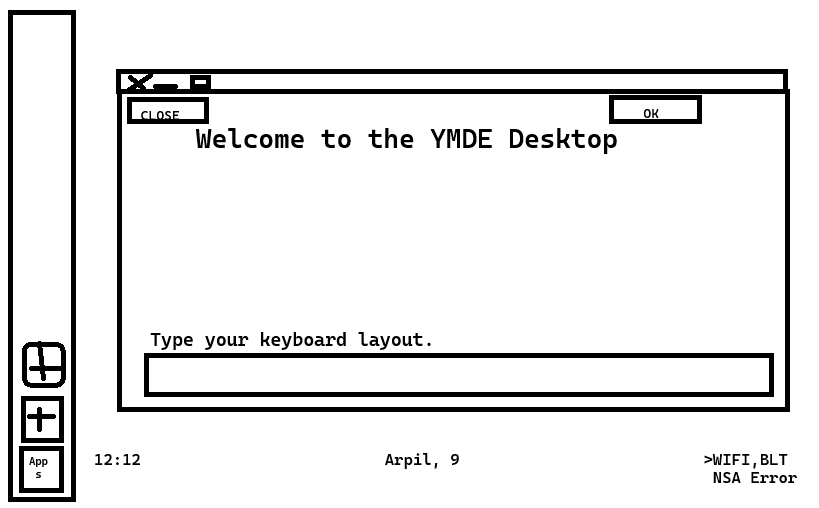 CLOSE
OK
Welcome to the YMDE Desktop
Type your keyboard layout.
App
s
12:12
Arpil, 9
>WIFI,BLT
NSA Error